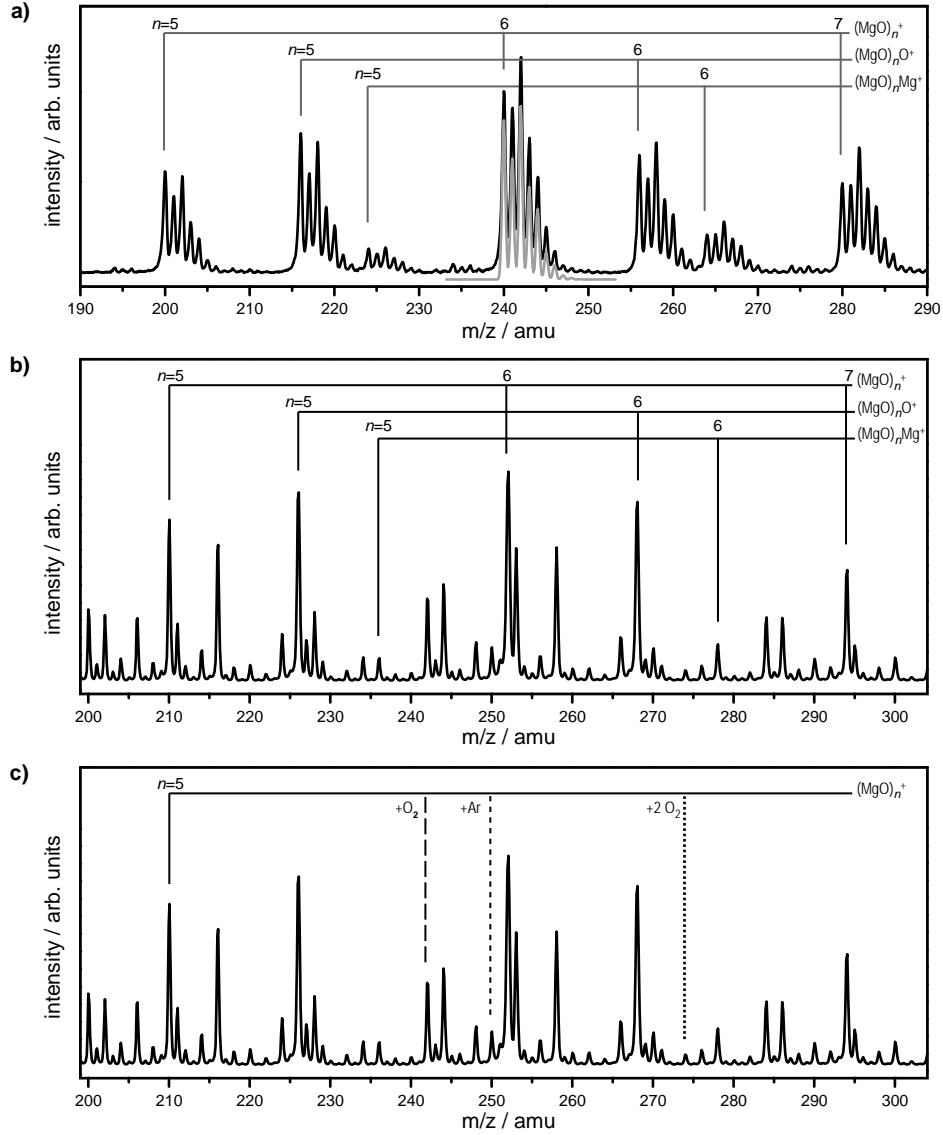 a)
n=5 6 7 (MgO)ₙ⁺
n=5 6 (MgO)ₙO⁺
n=5 6 (MgO)ₙMg⁺
intensity / arb. units
190 200 210 220 230 240 250 260 270 280 290
m/z / amu
b)
n=5 6 7 (MgO)ₙ⁺
n=5 6 (MgO)ₙO⁺
n=5 6 (MgO)ₙMg⁺
intensity / arb. units
200 210 220 230 240 250 260 270 280 290 300
m/z / amu
c)
n=5 (MgO)ₙ⁺
+O₂ +Ar +2 O₂
intensity / arb. units
200 210 220 230 240 250 260 270 280 290 300
m/z / amu